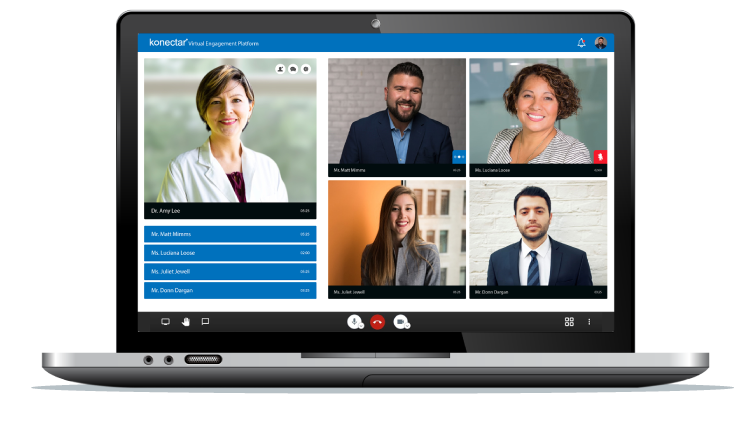 konectar Virtual Engagement Platform
Dr. Amy Lee
Mr. Matt Mimms
Ms. Luciana Loose
Ms. Juliet Jewell
Mr. Donn Dargan
Mr. Matt Mimms
Ms. Luciana Loose
Ms. Juliet Jewell
Mr. Donn Dargan